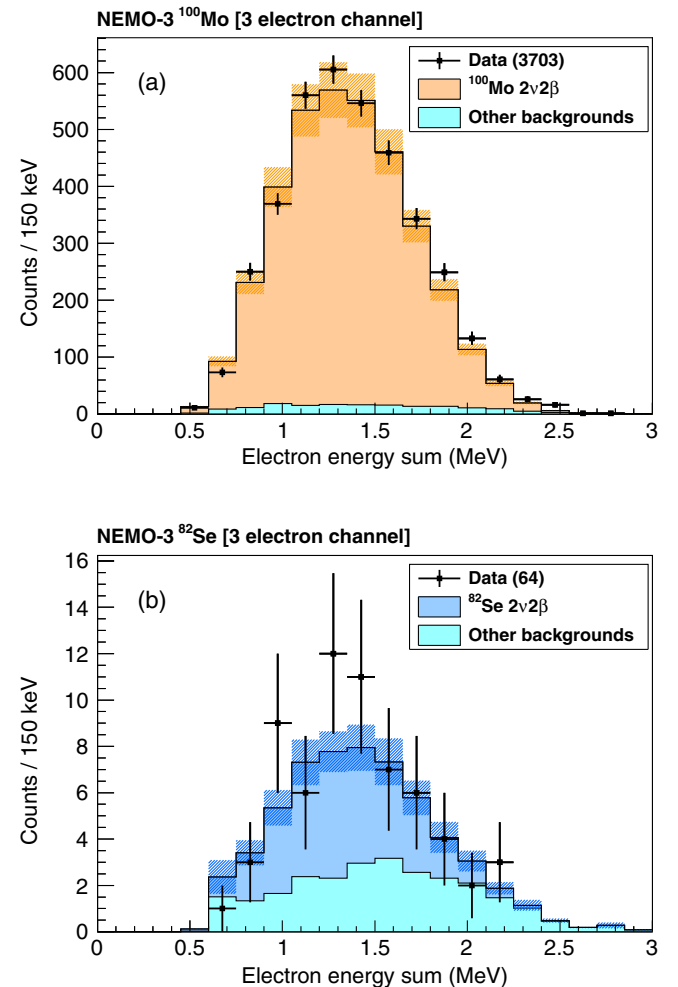 NEMO-3 ¹⁰⁰Mo [3 electron channel]
(a)
Data (3703)
¹⁰⁰Mo 2ν2β
Other backgrounds
Counts / 150 keV
600
500
400
300
200
100
0
0 0.5 1 1.5 2 2.5 3
Electron energy sum (MeV)
NEMO-3 ⁸²Se [3 electron channel]
(b)
Data (64)
⁸²Se 2ν2β
Other backgrounds
Counts / 150 keV
16
14
12
10
8
6
4
2
0
0 0.5 1 1.5 2 2.5 3
Electron energy sum (MeV)